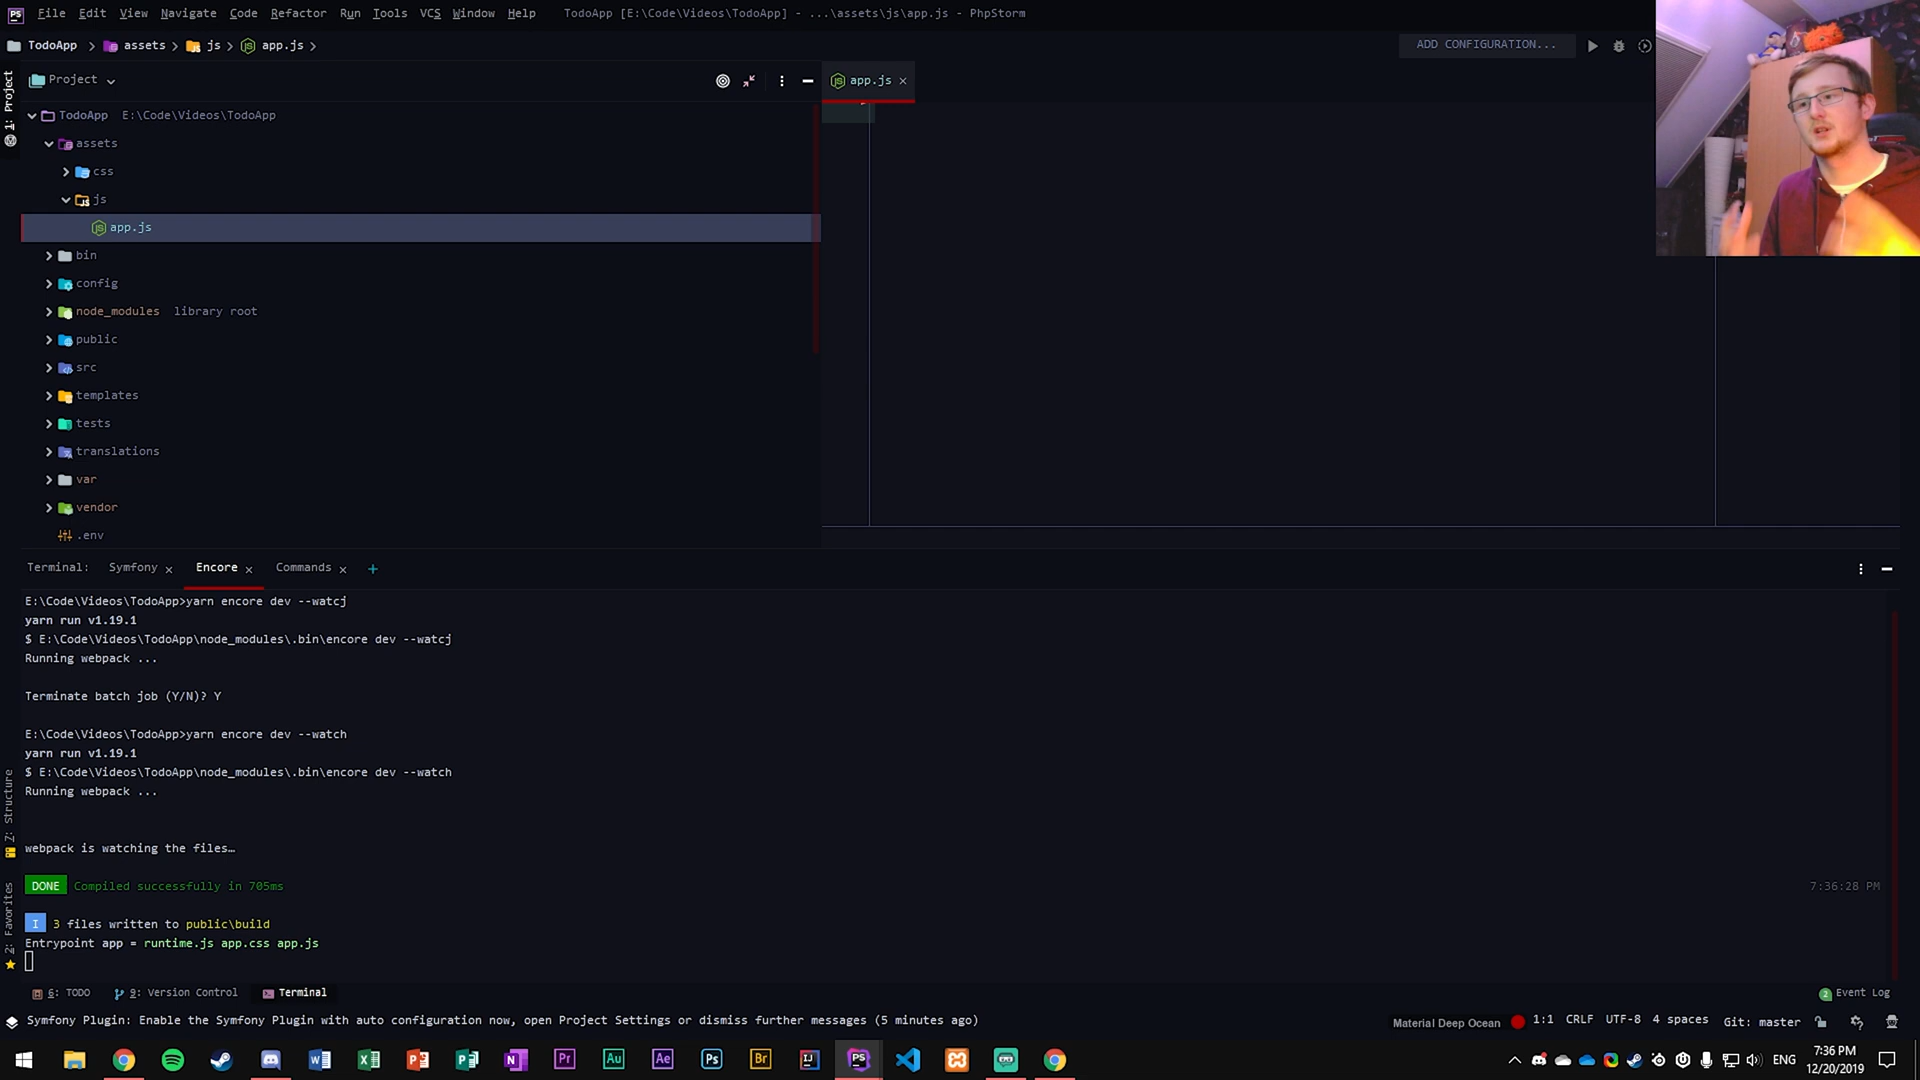 File Edit View Navigate Code Refactor Run Tools VCS Window Help TodoApp [E:\Code\Videos\TodoApp] - ...\assets\js\app.js - PhpStorm
TodoApp assets js app.js ADD CONFIGURATION...
1: Project
Project
app.js
TodoApp E:\Code\Videos\TodoApp
assets
css
js
app.js
bin
config
node_modules library root
public
src
templates
tests
translations
var
vendor
.env
Terminal: Symfony Encore Commands
E:\Code\Videos\TodoApp>yarn encore dev --watcj
yarn run v1.19.1
$ E:\Code\Videos\TodoApp\node_modules\.bin\encore dev --watcj
Running webpack ...
Terminate batch job (Y/N)? Y
E:\Code\Videos\TodoApp>yarn encore dev --watch
yarn run v1.19.1
$ E:\Code\Videos\TodoApp\node_modules\.bin\encore dev --watch
Running webpack ...
webpack is watching the files…
DONE Compiled successfully in 705ms 7:36:28 PM
I 3 files written to public\build
Entrypoint app = runtime.js app.css app.js
Z: Structure
2: Favorites
6: TODO 9: Version Control Terminal 2 Event Log
Symfony Plugin: Enable the Symfony Plugin with auto configuration now, open Project Settings or dismiss further messages (5 minutes ago) Material Deep Ocean 1:1 CRLF UTF-8 4 spaces Git: master
ENG 7:36 PM
12/20/2019